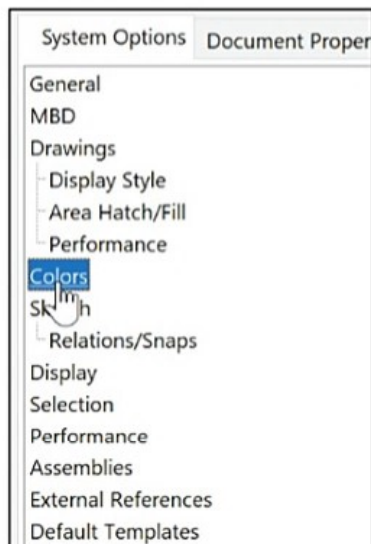 System Options Document Proper
General
MBD
Drawings
Display Style
Area Hatch/Fill
Performance
Colors
Relations/Snaps
Display
Selection
Performance
Assemblies
External References
Default Templates